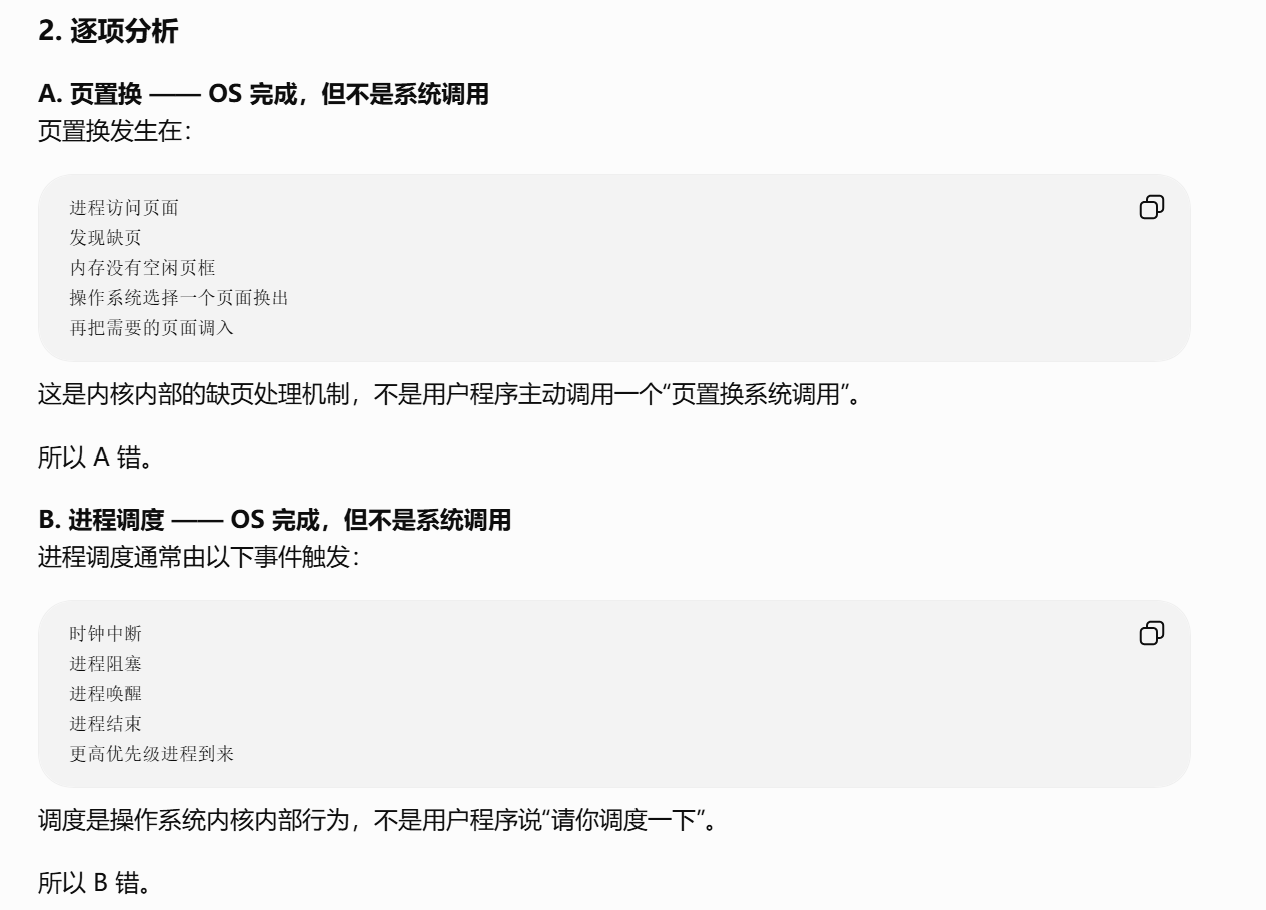 2. 逐项分析
A. 页置换 —— OS 完成，但不是系统调用
页置换发生在：
进程访问页面
发现缺页
内存没有空闲页框
操作系统选择一个页面换出
再把需要的页面调入
这是内核内部的缺页处理机制，不是用户程序主动调用一个“页置换系统调用”。
所以 A 错。
B. 进程调度 —— OS 完成，但不是系统调用
进程调度通常由以下事件触发：
时钟中断
进程阻塞
进程唤醒
进程结束
更高优先级进程到来
调度是操作系统内核内部行为，不是用户程序说“请你调度一下”。
所以 B 错。